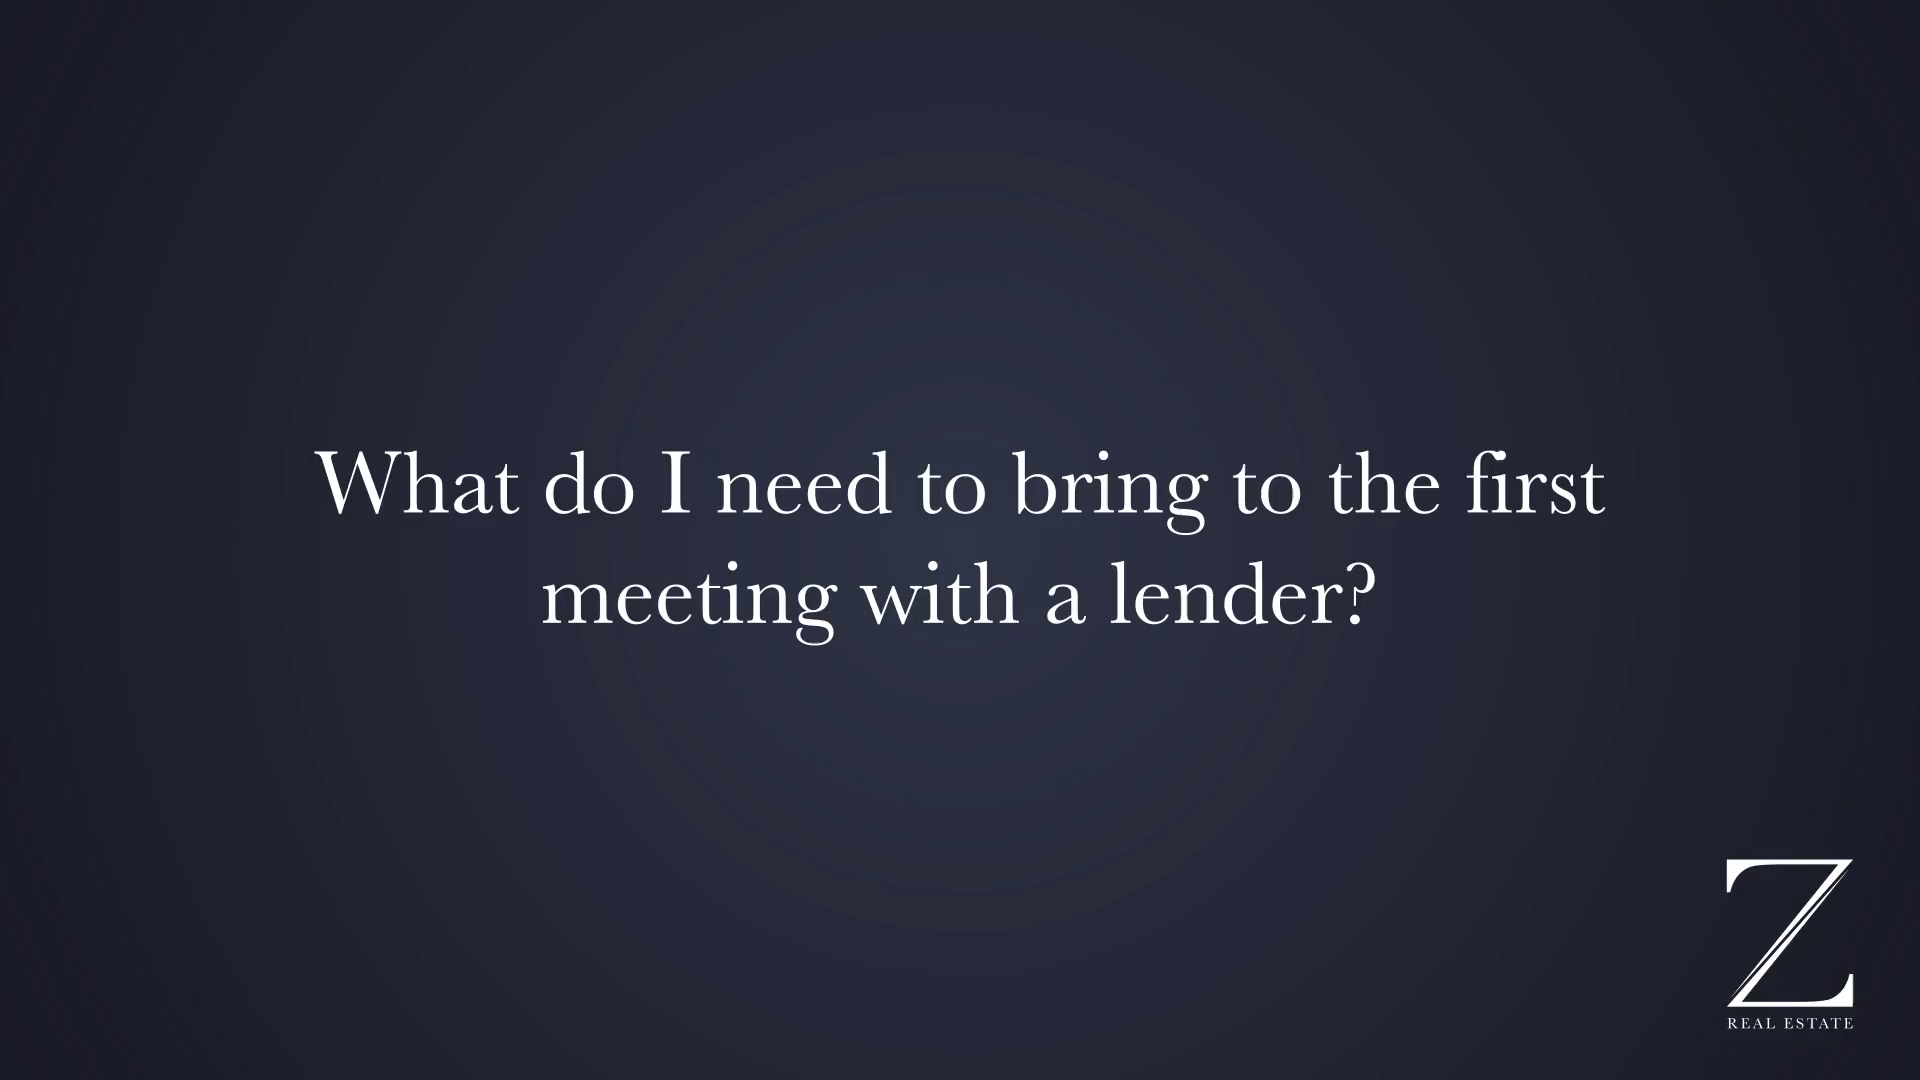 What do I need to bring to the first
meeting with a lender?
Z
REAL ESTATE